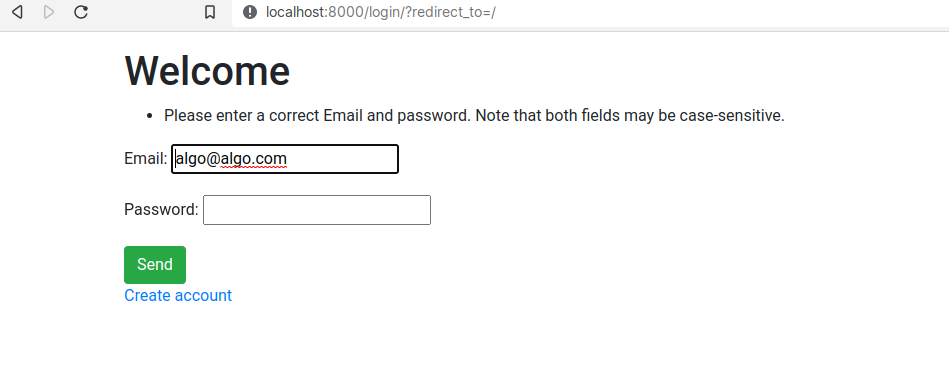 localhost:8000/login/?redirect_to=/
Welcome
Please enter a correct Email and password. Note that both fields may be case-sensitive.
Email: algo@algo.com
Password:
Send
Create account